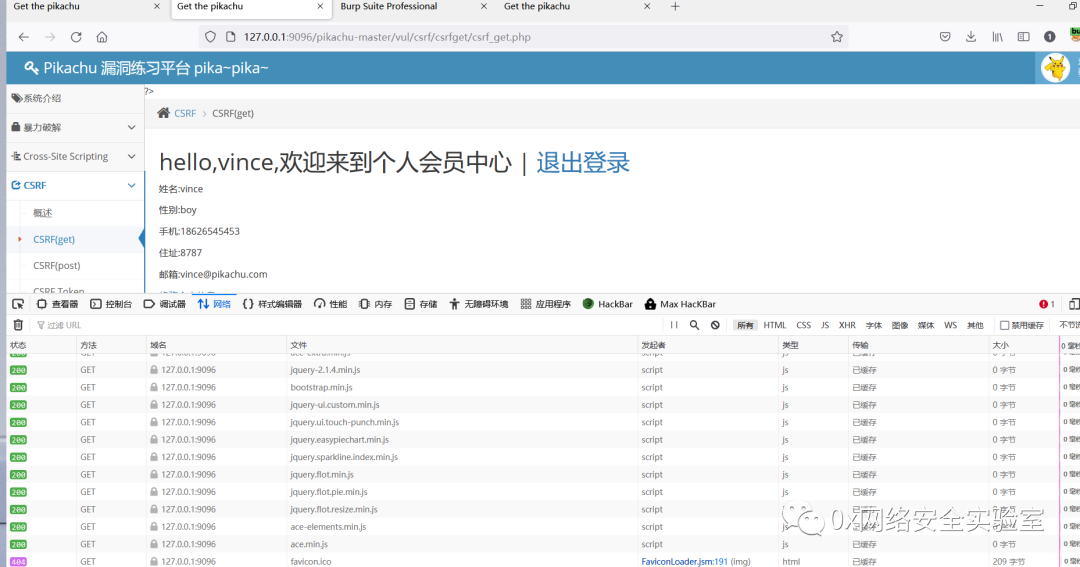 Get the pikachu × Get the pikachu × Burp Suite Professional × Get the pikachu × +
127.0.0.1:9096/pikachu-master/vul/csrf/csrfget/csrf_get.php
Pikachu 漏洞练习平台 pika~pika~
系统介绍
?>
CSRF > CSRF(get)
暴力破解
Cross-Site Scripting
hello,vince,欢迎来到个人会员中心 | 退出登录
CSRF
姓名:vince
概述
性别:boy
手机:18626545453
CSRF(get)
住址:8787
CSRF(post)
邮箱:vince@pikachu.com
CSRF Token
查看器 控制台 调试器 网络 样式编辑器 性能 内存 存储 无障碍环境 应用程序 HackBar Max HacKBar 1
过滤 URL
所有 HTML CSS JS XHR 字体 图像 媒体 WS 其他 禁用缓存
状态 方法 域名 文件 发起者 类型 传输 大小
200 GET 127.0.0.1:9096 jquery-2.1.4.min.js script js 已缓存 0 字节
200 GET 127.0.0.1:9096 bootstrap.min.js script js 已缓存 0 字节
200 GET 127.0.0.1:9096 jquery-ui.custom.min.js script js 已缓存 0 字节
200 GET 127.0.0.1:9096 jquery.ui.touch-punch.min.js script js 已缓存 0 字节
200 GET 127.0.0.1:9096 jquery.easypiechart.min.js script js 已缓存 0 字节
200 GET 127.0.0.1:9096 jquery.sparkline.index.min.js script js 已缓存 0 字节
200 GET 127.0.0.1:9096 jquery.flot.min.js script js 已缓存 0 字节
200 GET 127.0.0.1:9096 jquery.flot.pie.min.js script js 已缓存 0 字节
200 GET 127.0.0.1:9096 jquery.flot.resize.min.js script js 已缓存 0 字节
200 GET 127.0.0.1:9096 ace-elements.min.js script js 已缓存 0 字节
200 GET 127.0.0.1:9096 ace.min.js script js 已缓存 0 字节
404 GET 127.0.0.1:9096 favicon.ico FaviconLoader.jsm:191 (img) html 209 字节
0X网络安全实验室